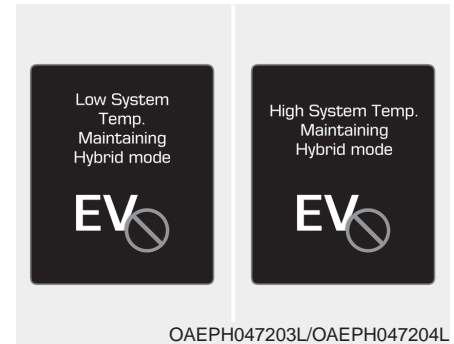 Low System
Temp.
Maintaining
Hybrid mode
EV
High System Temp.
Maintaining
Hybrid mode
EV
OAEPH047203L/OAEPH047204L